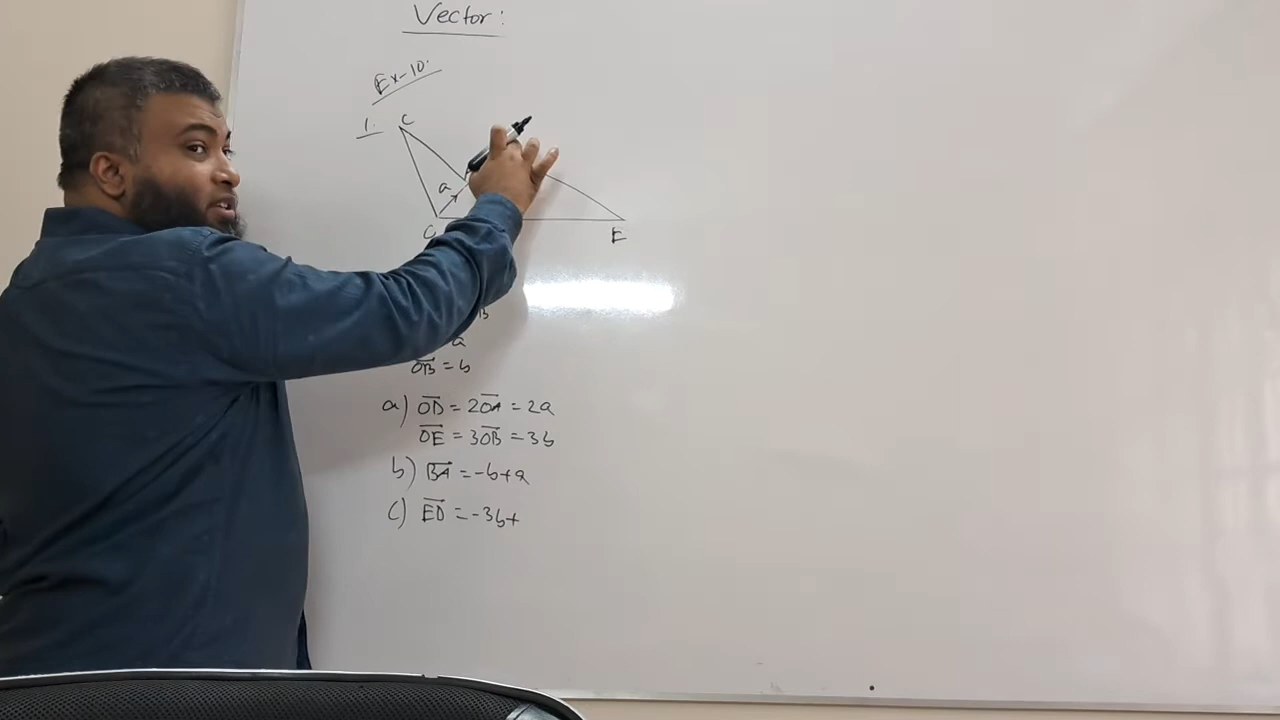 Vector:
Ex-10.
1.
C
a
E
B
a
OB = b
a) OD = 2OA = 2a
OE = 3OB = 3b
b) BA = -b+a
c) ED = -3b+